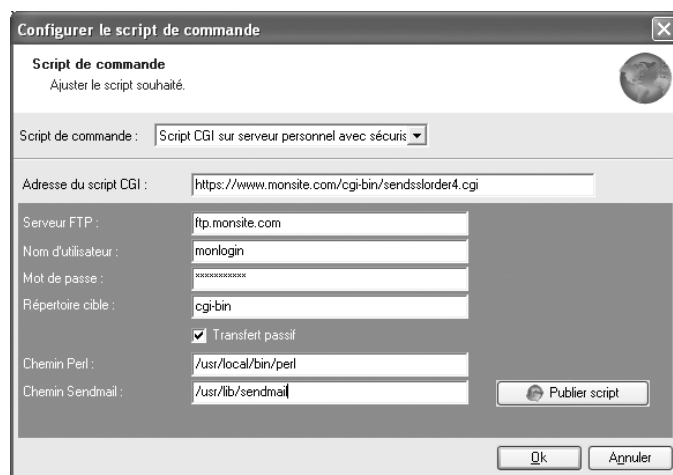 Configurer le script de commande
Script de commande
Ajuster le script souhaité.
Script de commande : Script CGI sur serveur personnel avec sécuris
Adresse du script CGI : https://www.monsite.com/cgi-bin/sendsslorder4.cgi
Serveur FTP : ftp.monsite.com
Nom d'utilisateur : monlogin
Mot de passe : ***********
Répertoire cible : cgi-bin
Transfert passif
Chemin Perl : /usr/local/bin/perl
Chemin Sendmail : /usr/lib/sendmail
Publier script
Ok Annuler